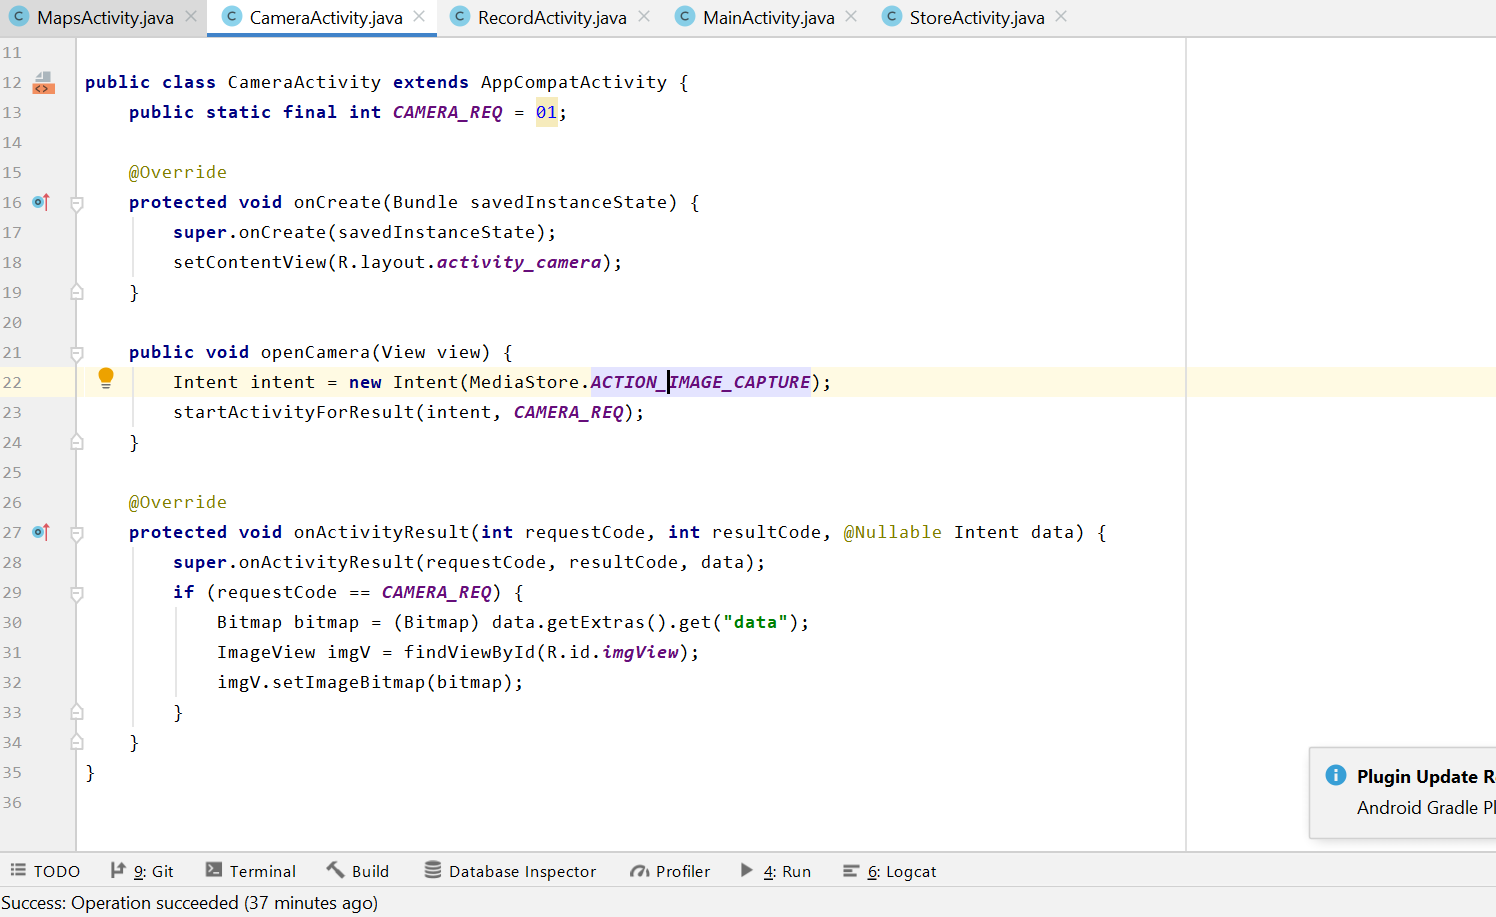 MapsActivity.java CameraActivity.java RecordActivity.java MainActivity.java StoreActivity.java
11
12 public class CameraActivity extends AppCompatActivity {
13 public static final int CAMERA_REQ = 01;
14
15 @Override
16 protected void onCreate(Bundle savedInstanceState) {
17 super.onCreate(savedInstanceState);
18 setContentView(R.layout.activity_camera);
19 }
20
21 public void openCamera(View view) {
22 Intent intent = new Intent(MediaStore.ACTION_IMAGE_CAPTURE);
23 startActivityForResult(intent, CAMERA_REQ);
24 }
25
26 @Override
27 protected void onActivityResult(int requestCode, int resultCode, @Nullable Intent data) {
28 super.onActivityResult(requestCode, resultCode, data);
29 if (requestCode == CAMERA_REQ) {
30 Bitmap bitmap = (Bitmap) data.getExtras().get("data");
31 ImageView imgV = findViewById(R.id.imgView);
32 imgV.setImageBitmap(bitmap);
33 }
34 }
35 }
36
Plugin Update R
Android Gradle Pl
TODO 9: Git Terminal Build Database Inspector Profiler 4: Run 6: Logcat
Success: Operation succeeded (37 minutes ago)